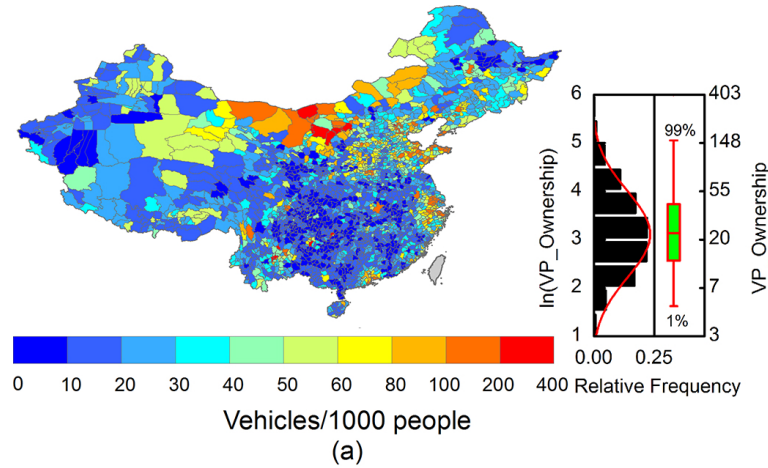 0 10 20 30 40 50 60 80 100 200 400
Vehicles/1000 people
(a)
ln(VP_Ownership)
6
5
4
3
2
1
0.00 0.25
Relative Frequency
99%
1%
403
148
55
20
7
3
VP Ownership